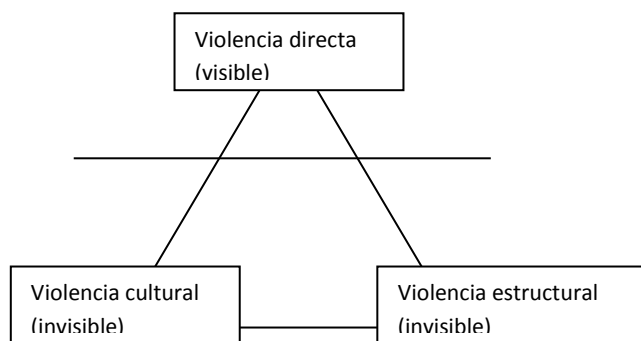 Violencia directa
(visible)
Violencia cultural
(invisible)
Violencia estructural
(invisible)